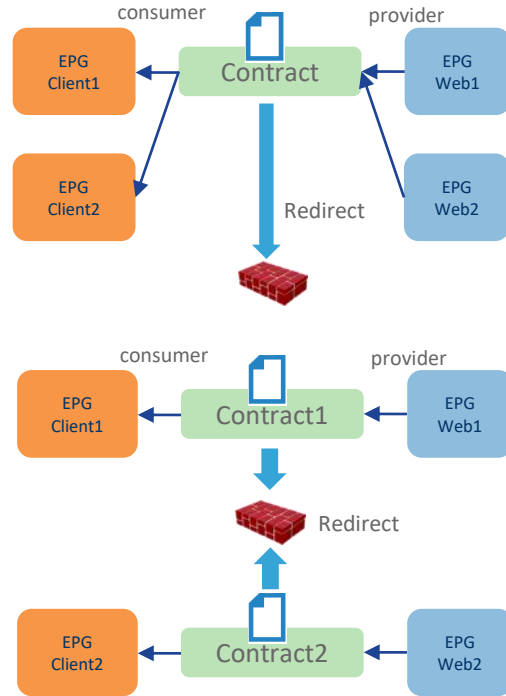 consumer
provider
EPG
Client1
Contract
EPG
Web1
EPG
Client2
EPG
Web2
Redirect
consumer
provider
EPG
Client1
Contract1
EPG
Web1
Redirect
EPG
Client2
Contract2
EPG
Web2